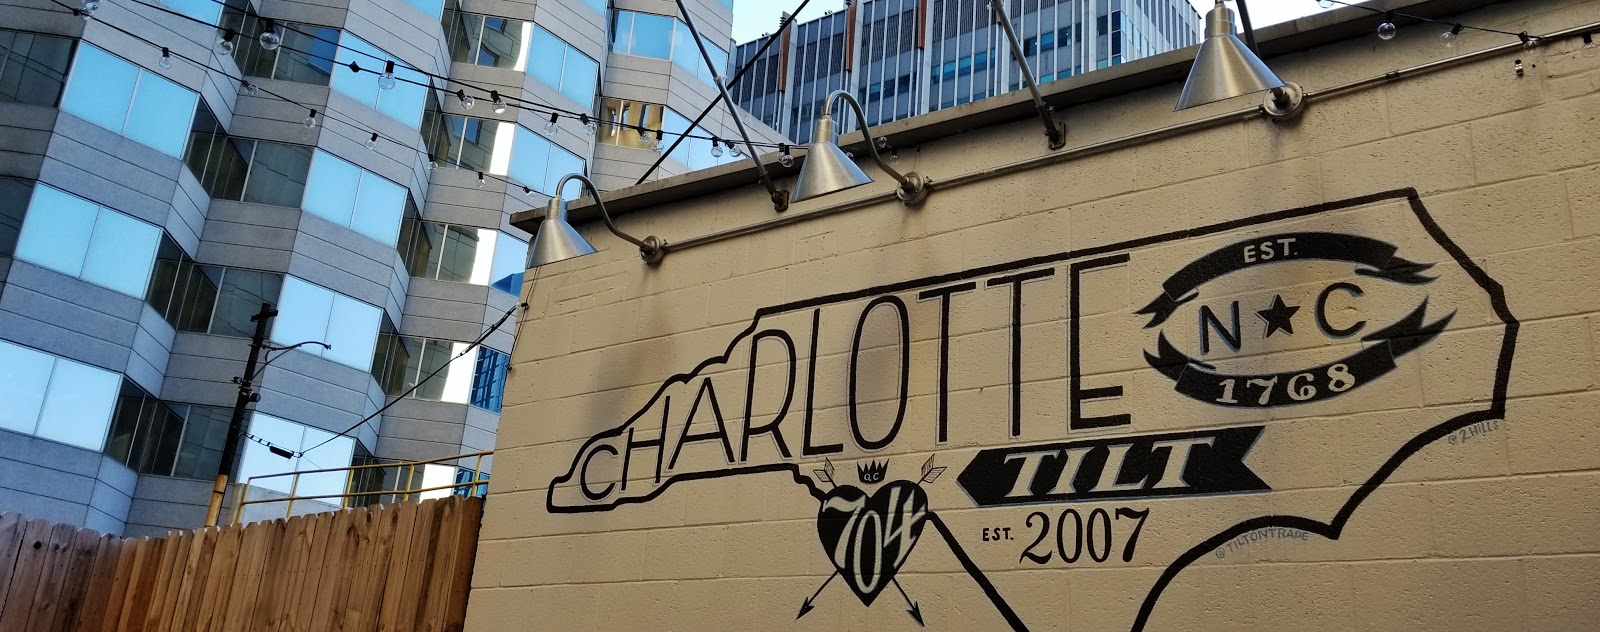 CHARLOTTE
EST.
N★C
1768
@2HILLS
TILT
EST. 2007
@TILTONTRADE
QC
704